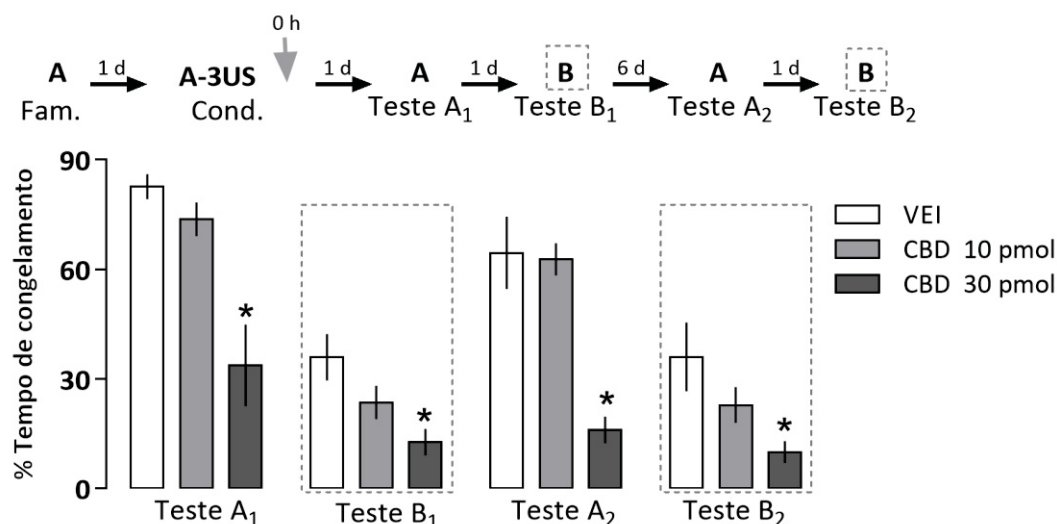 0 h
A 1 d A-3US 1 d A 1 d B 6 d A 1 d B
Fam. Cond. Teste A₁ Teste B₁ Teste A₂ Teste B₂
% Tempo de congelamento
90
60
30
0
*
*
*
*
VEI
CBD 10 pmol
CBD 30 pmol
Teste A₁ Teste B₁ Teste A₂ Teste B₂